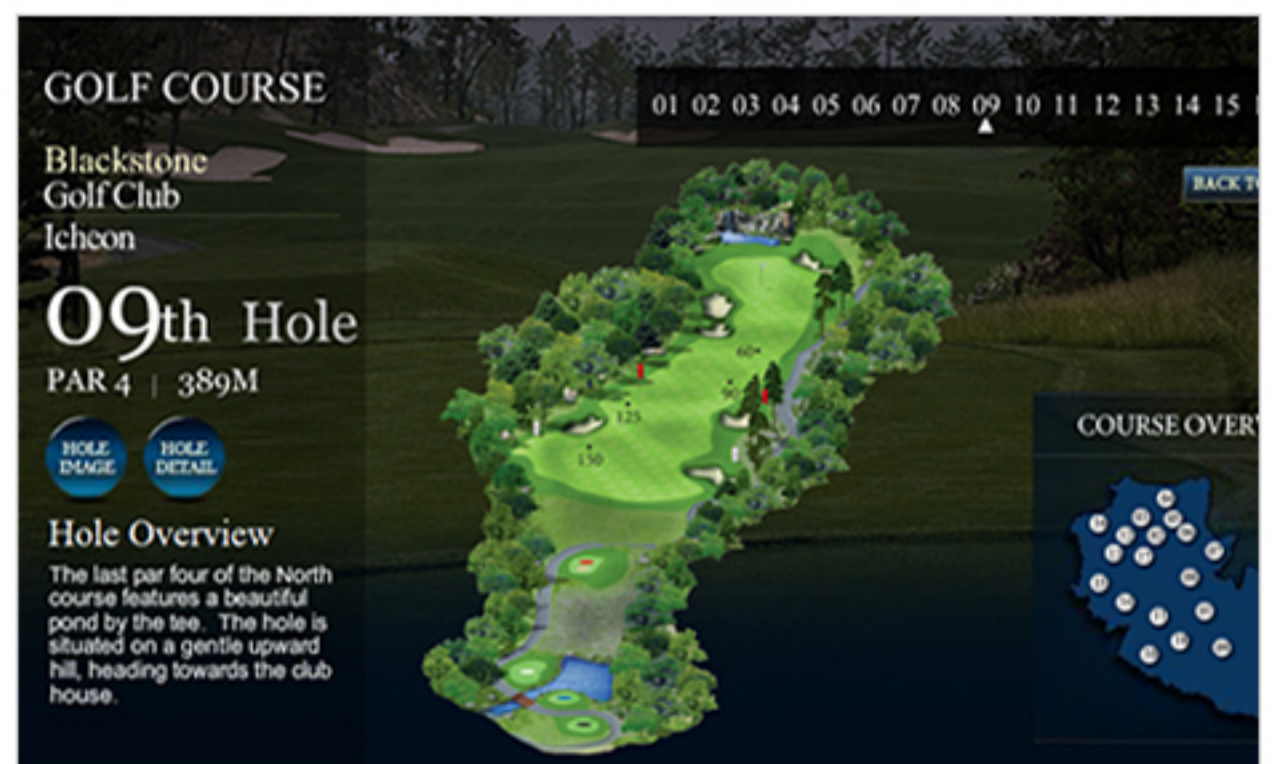 GOLF COURSE
01 02 03 04 05 06 07 08 09 10 11 12 13 14 15
Blackstone
Golf Club
Icheon
BACK
09th Hole
PAR 4 | 389M
HOLE
IMAGE
HOLE
DETAIL
60
125
150
COURSE
Hole Overview
The last par four of the North
course features a beautiful
pond by the tee. The hole is
situated on a gentle upward
hill, heading towards the club
house.